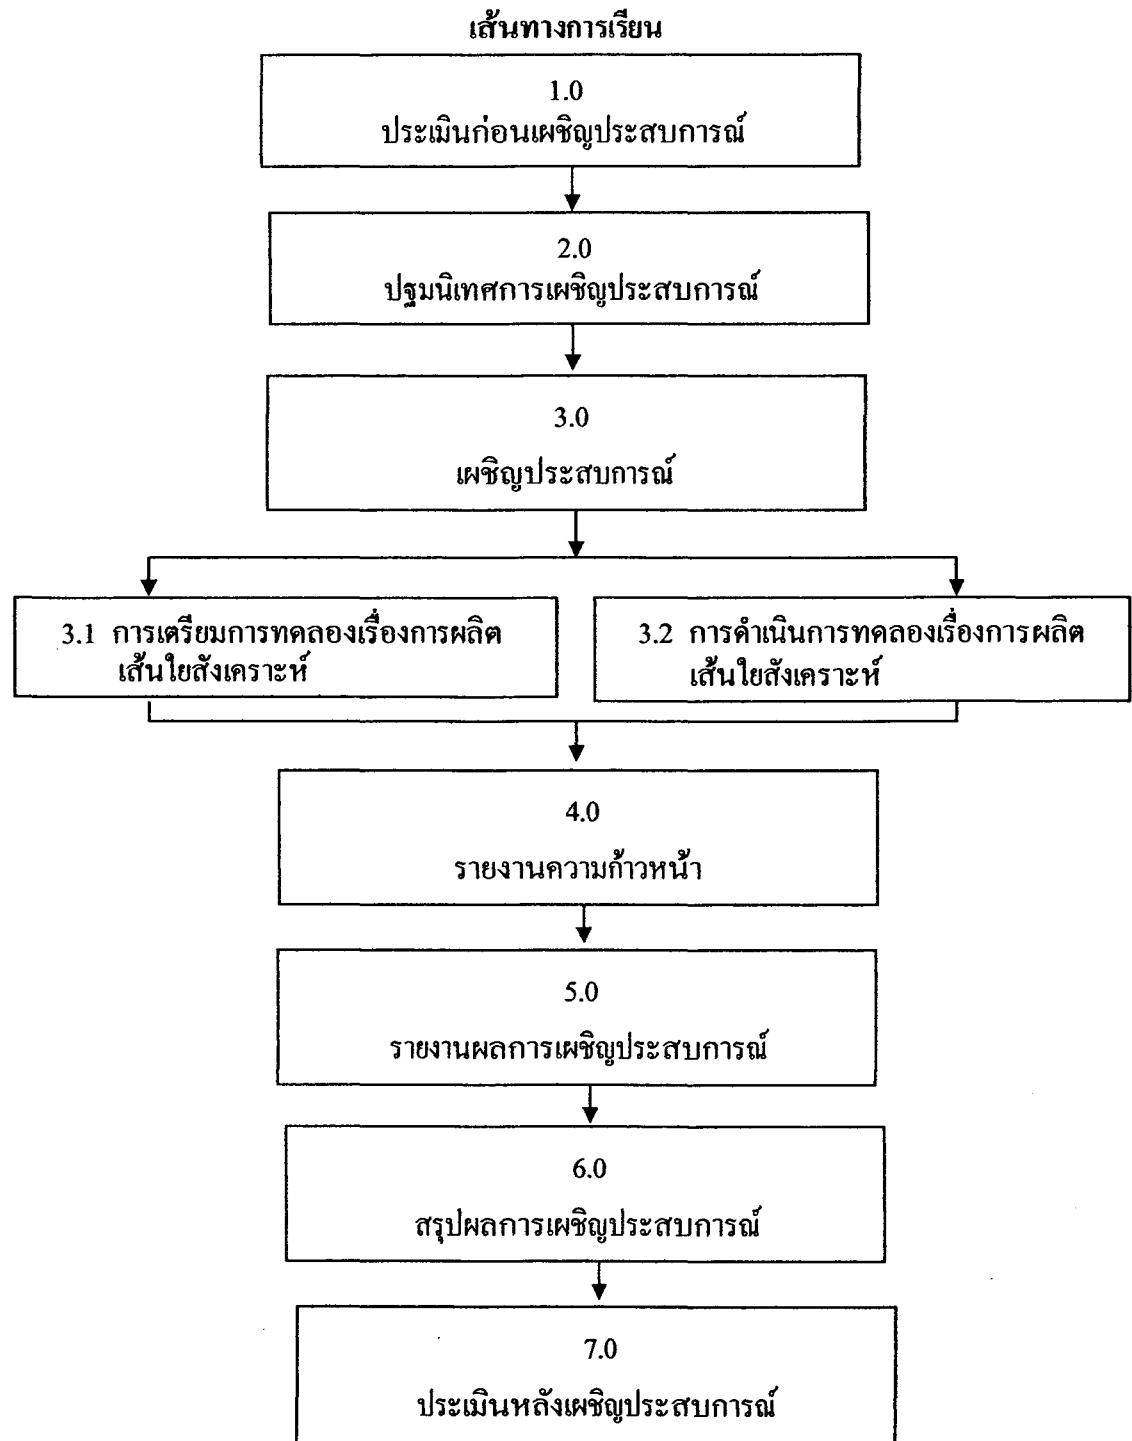 เส้นทางการเรียน
1.0
ประเมินก่อนเผชิญประสบการณ์
2.0
ปฐมนิเทศการเผชิญประสบการณ์
3.0
เผชิญประสบการณ์
3.1 การเตรียมการทดลองเรื่องการผลิต
เส้นใยสังเคราะห์
3.2 การดำเนินการทดลองเรื่องการผลิต
เส้นใยสังเคราะห์
4.0
รายงานความก้าวหน้า
5.0
รายงานผลการเผชิญประสบการณ์
6.0
สรุปผลการเผชิญประสบการณ์
7.0
ประเมินหลังเผชิญประสบการณ์